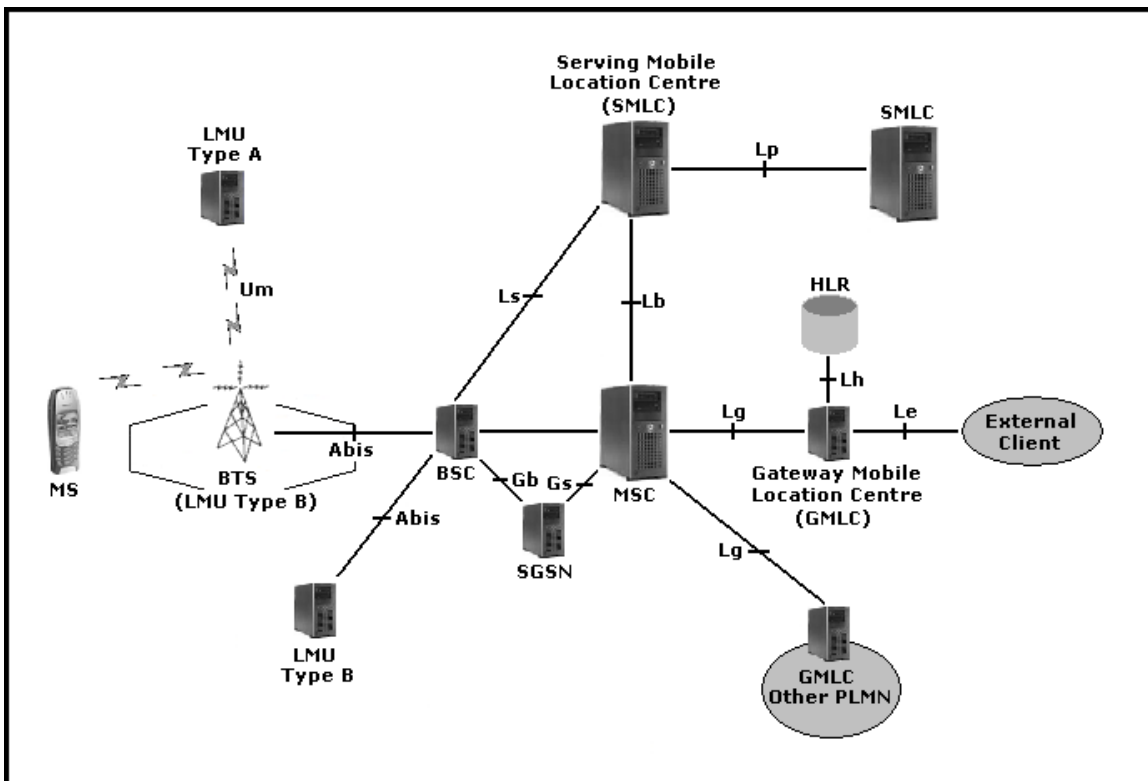 Serving Mobile
Location Centre
(SMLC)
SMLC
LMU
Type A
Lp
Um
Ls
Lb
HLR
Lh
Lg
Le
External
Client
Abis
BTS
(LMU Type B)
MS
BSC
Gb
Gs
MSC
Gateway Mobile
Location Centre
(GMLC)
Abis
SGSN
Lg
LMU
Type B
GMLC
Other PLMN